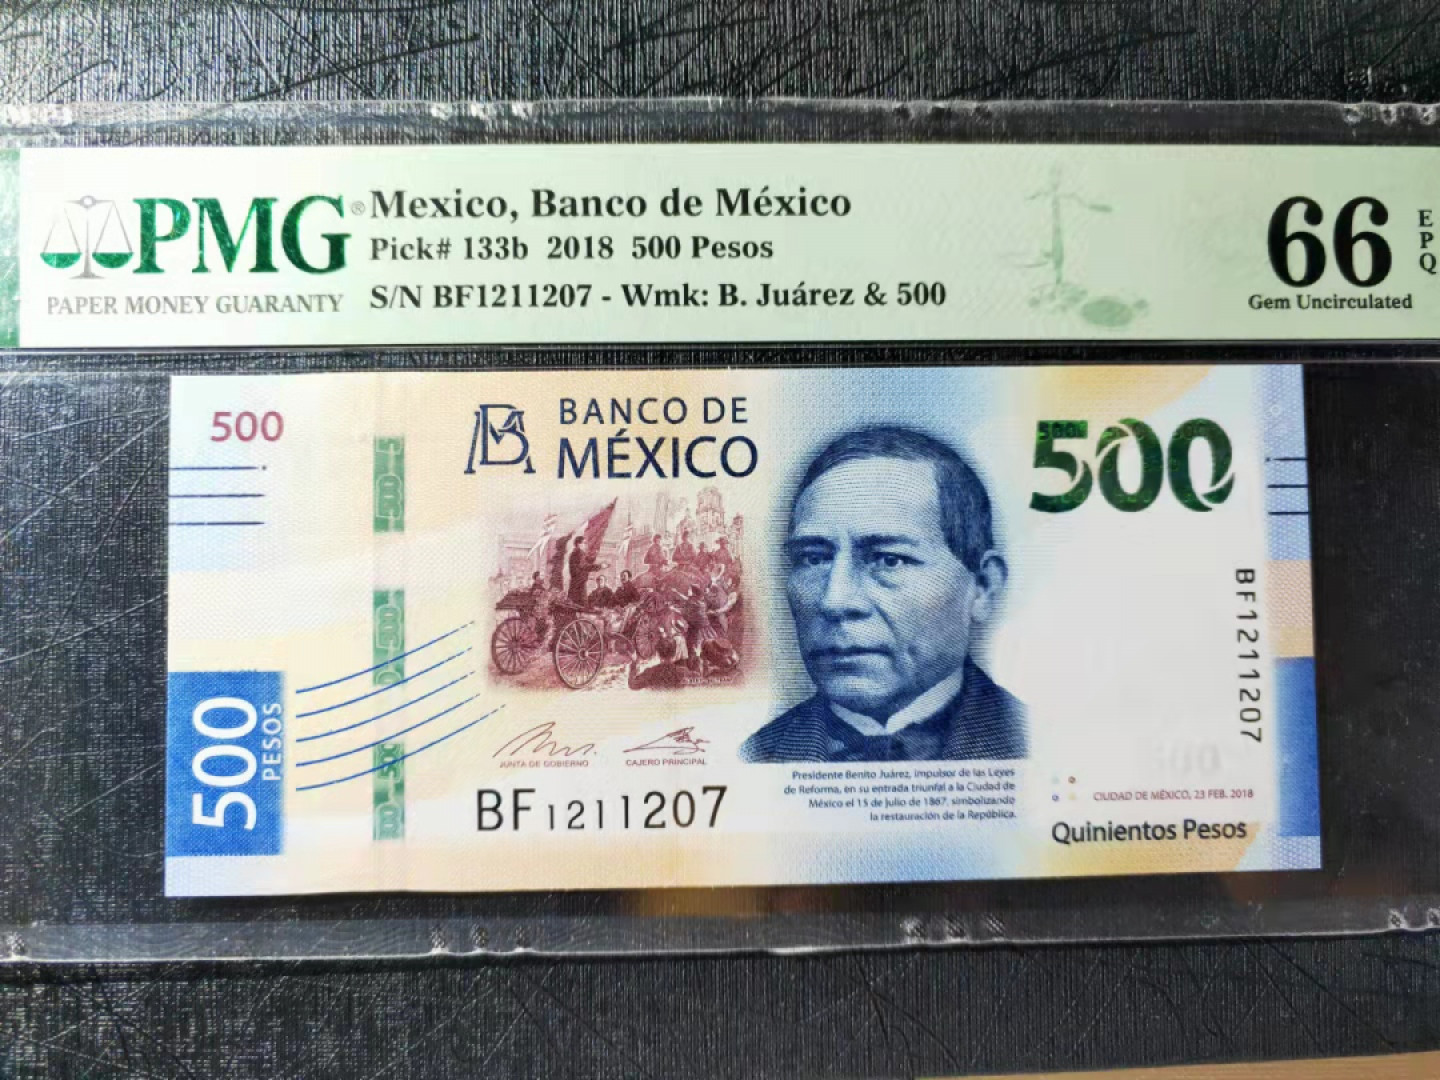 PMG®
PAPER MONEY GUARANTY
Mexico, Banco de México
Pick# 133b 2018 500 Pesos
S/N BF1211207 - Wmk: B. Juárez & 500
66
EPQ
Gem Uncirculated
500
BM
BANCO DE
MÉXICO
500
500
PESOS
JUNTA DE GOBIERNO
CAJERO PRINCIPAL
BF1211207
Presidente Benito Juárez, impulsor de las Leyes
de Reforma, en su entrada triunfal a la Ciudad de
México el 15 de julio de 1867, simbolizando
la restauración de la República.
BF1211207
CIUDAD DE MÉXICO, 23 FEB. 2018
Quinientos Pesos